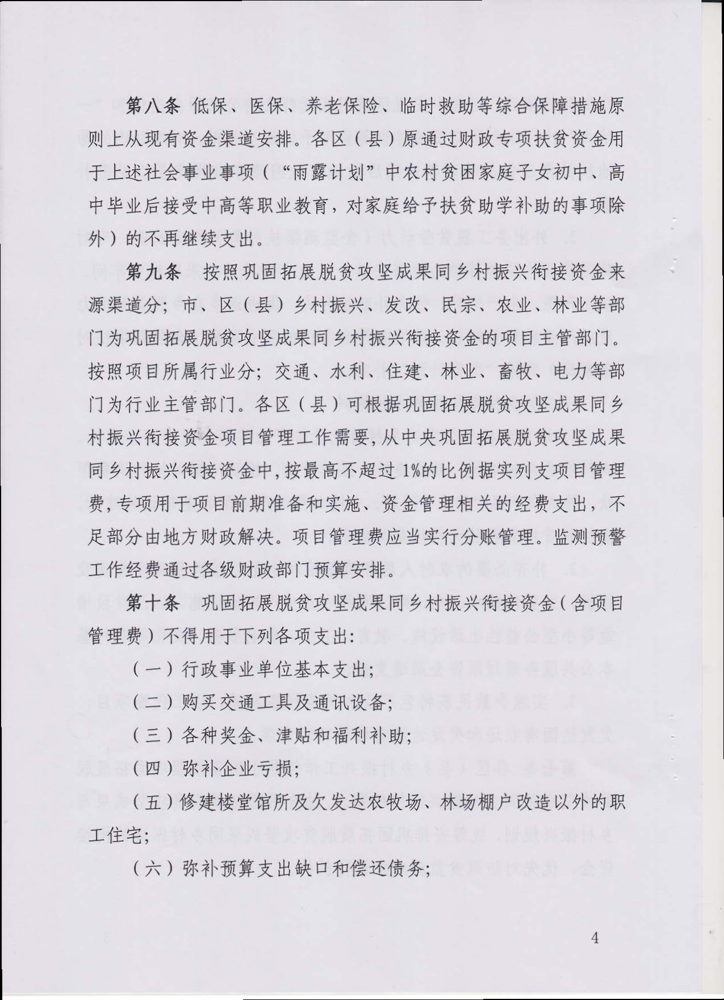 第八条 低保、医保、养老保险、临时救助等综合保障措施原
则上从现有资金渠道安排。各区（县）原通过财政专项扶贫资金用
于上述社会事业事项（“雨露计划”中农村贫困家庭子女初中、高
中毕业后接受中高等职业教育，对家庭给予扶贫助学补助的事项除
外）的不再继续支出。
第九条 按照巩固拓展脱贫攻坚成果同乡村振兴衔接资金来
源渠道分；市、区（县）乡村振兴、发改、民宗、农业、林业等部
门为巩固拓展脱贫攻坚成果同乡村振兴衔接资金的项目主管部门。
按照项目所属行业分；交通、水利、住建、林业、畜牧、电力等部
门为行业主管部门。各区（县）可根据巩固拓展脱贫攻坚成果同乡
村振兴衔接资金项目管理工作需要,从中央巩固拓展脱贫攻坚成果
同乡村振兴衔接资金中,按最高不超过1%的比例据实列支项目管理
费,专项用于项目前期准备和实施、资金管理相关的经费支出，不
足部分由地方财政解决。项目管理费应当实行分账管理。监测预警
工作经费通过各级财政部门预算安排。
第十条 巩固拓展脱贫攻坚成果同乡村振兴衔接资金（含项目
管理费）不得用于下列各项支出：
（一）行政事业单位基本支出；
（二）购买交通工具及通讯设备；
（三）各种奖金、津贴和福利补助；
（四）弥补企业亏损；
（五）修建楼堂馆所及欠发达农牧场、林场棚户改造以外的职
工住宅；
（六）弥补预算支出缺口和偿还债务；
4